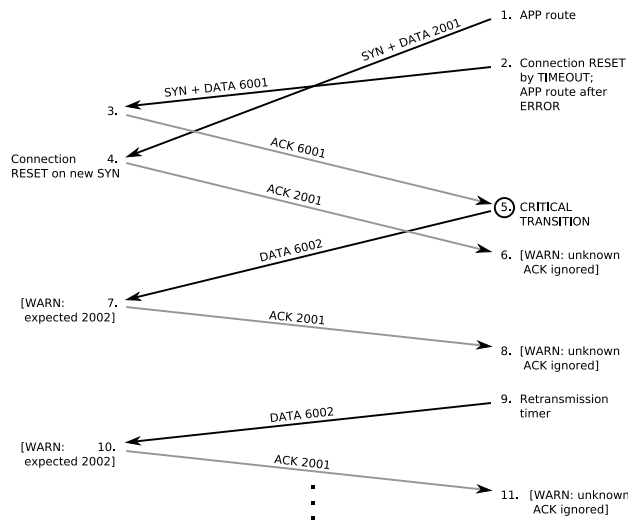 1. APP route
SYN + DATA 2001
2. Connection RESET
by TIMEOUT;
APP route after
ERROR
SYN + DATA 6001
3.
ACK 6001
Connection 4.
RESET on new SYN
ACK 2001
5. CRITICAL
TRANSITION
DATA 6002
6. [WARN: unknown
ACK ignored]
[WARN: 7.
expected 2002]
ACK 2001
8. [WARN: unknown
ACK ignored]
9. Retransmission
timer
DATA 6002
[WARN: 10.
expected 2002]
ACK 2001
11. [WARN: unknown
ACK ignored]